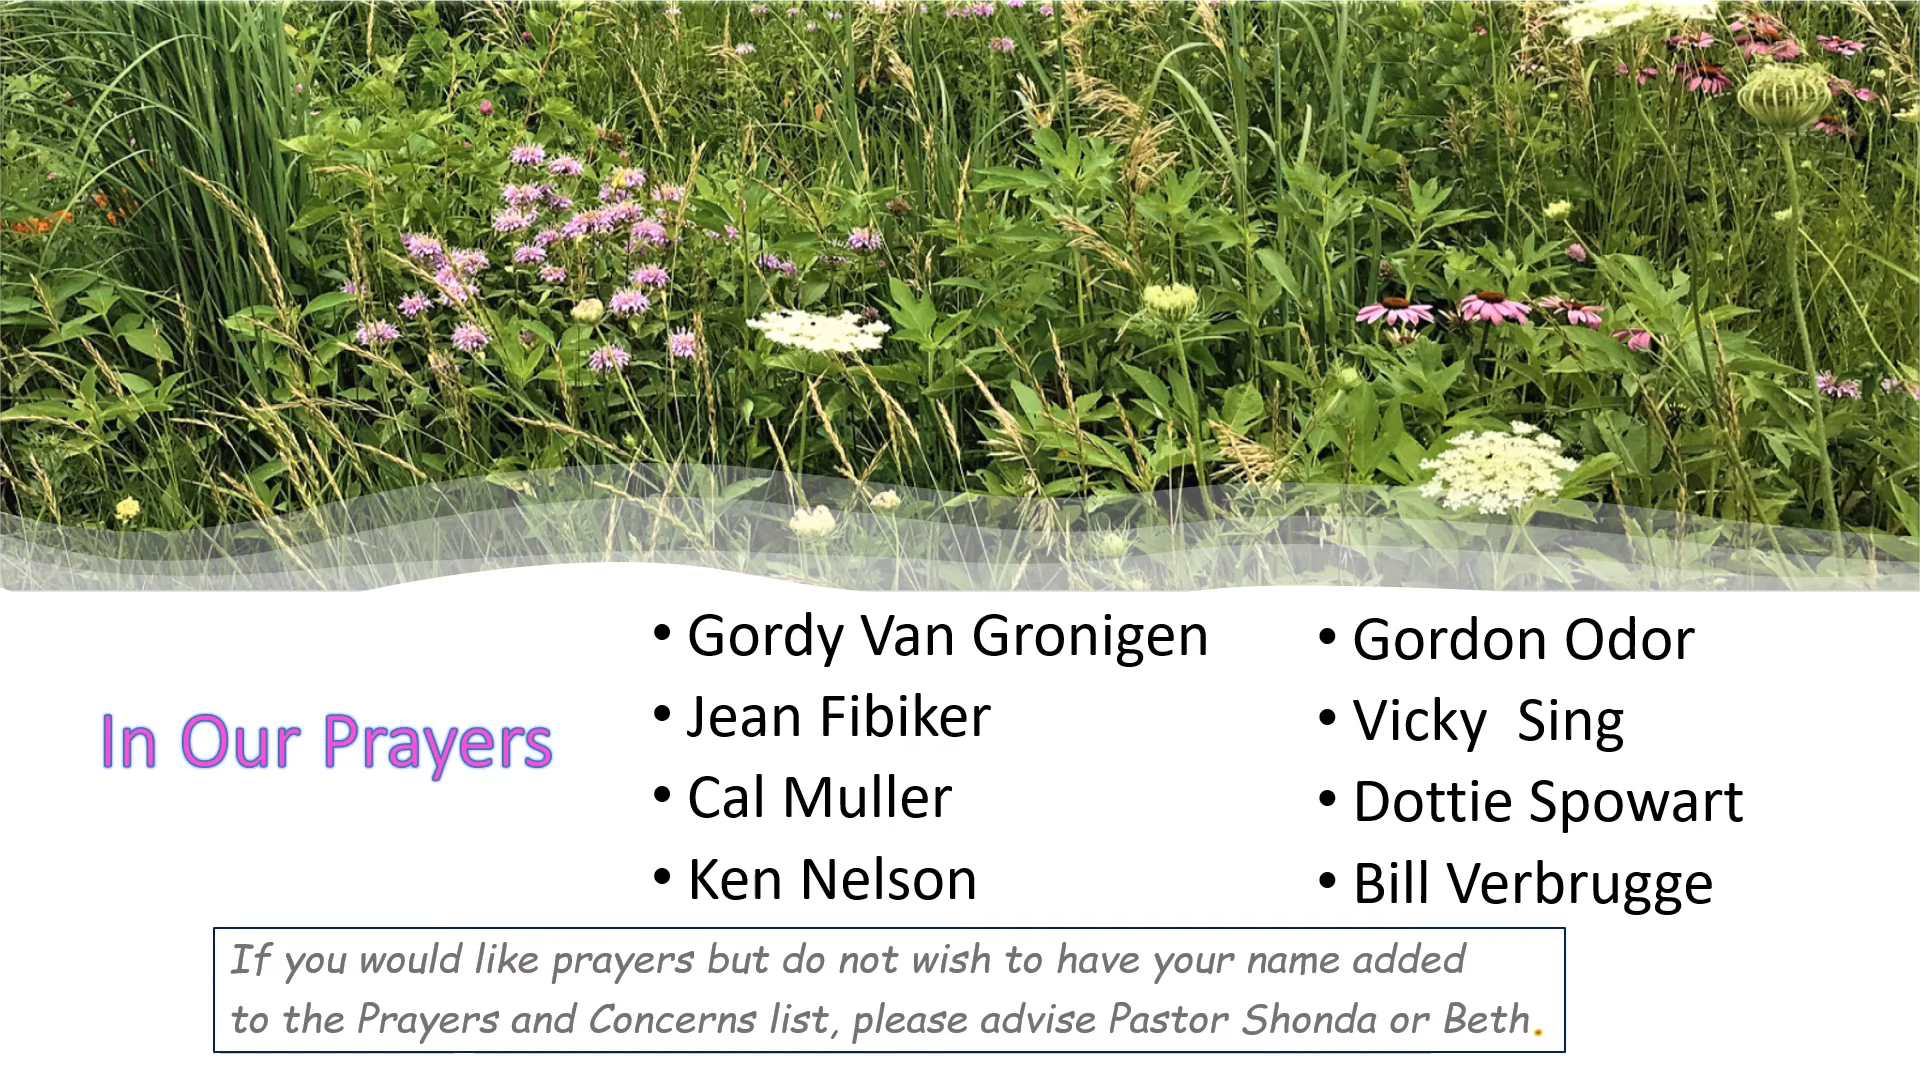 In Our Prayers
• Gordy Van Gronigen
• Jean Fibiker
• Cal Muller
• Ken Nelson
• Gordon Odor
• Vicky  Sing
• Dottie Spowart
• Bill Verbrugge
If you would like prayers but do not wish to have your name added
to the Prayers and Concerns list, please advise Pastor Shonda or Beth.